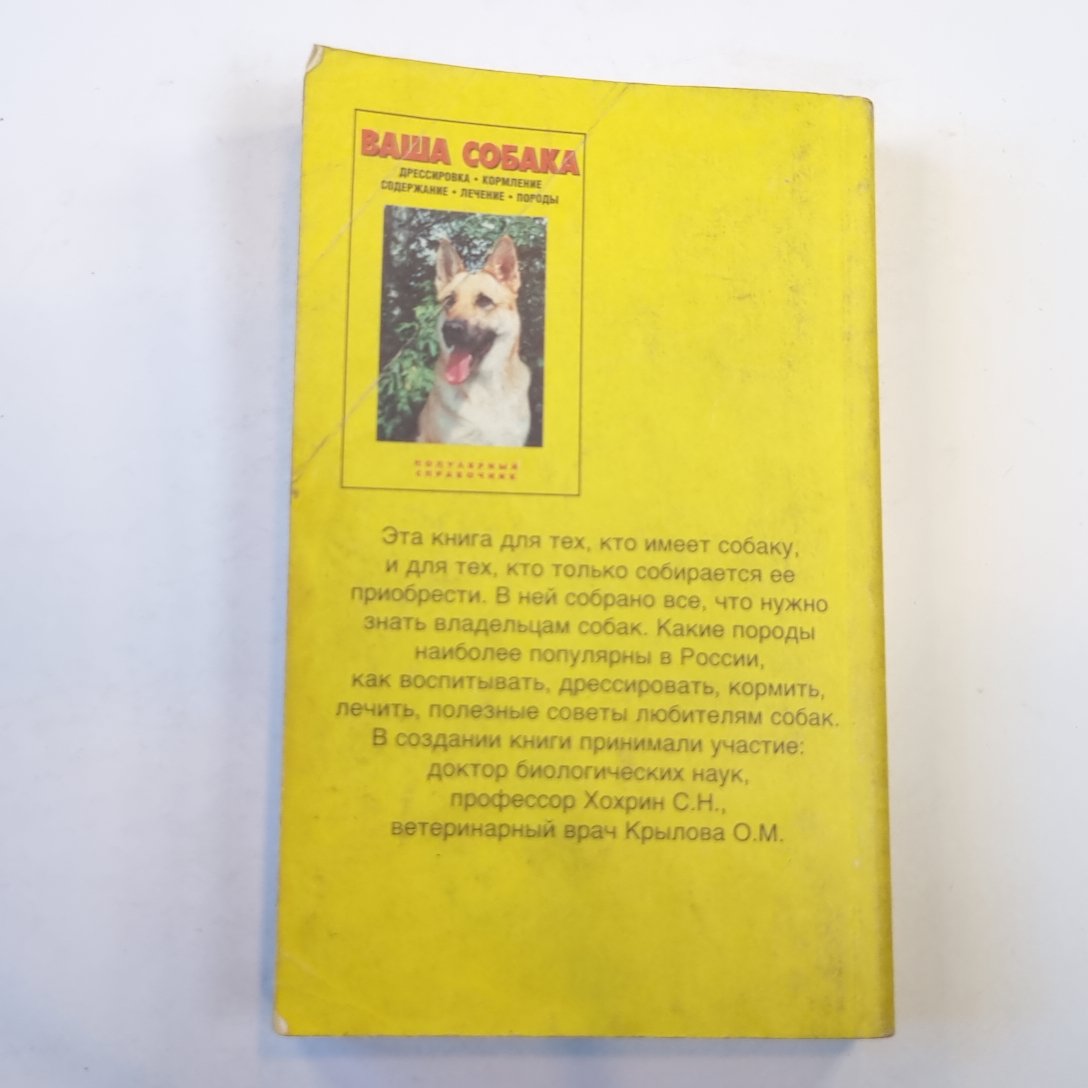 ВАША СОБАКА
ДРЕССИРОВКА • КОРМЛЕНИЕ
СОДЕРЖАНИЕ • ЛЕЧЕНИЕ • ПОРОДЫ
ПОПУЛЯРНЫЙ
СПРАВОЧНИК
Эта книга для тех, кто имеет собаку,
и для тех, кто только собирается ее
приобрести. В ней собрано все, что нужно
знать владельцам собак. Какие породы
наиболее популярны в России,
как воспитывать, дрессировать, кормить,
лечить, полезные советы любителям собак.
В создании книги принимали участие:
доктор биологических наук,
профессор Хохрин С.Н.,
ветеринарный врач Крылова О.М.